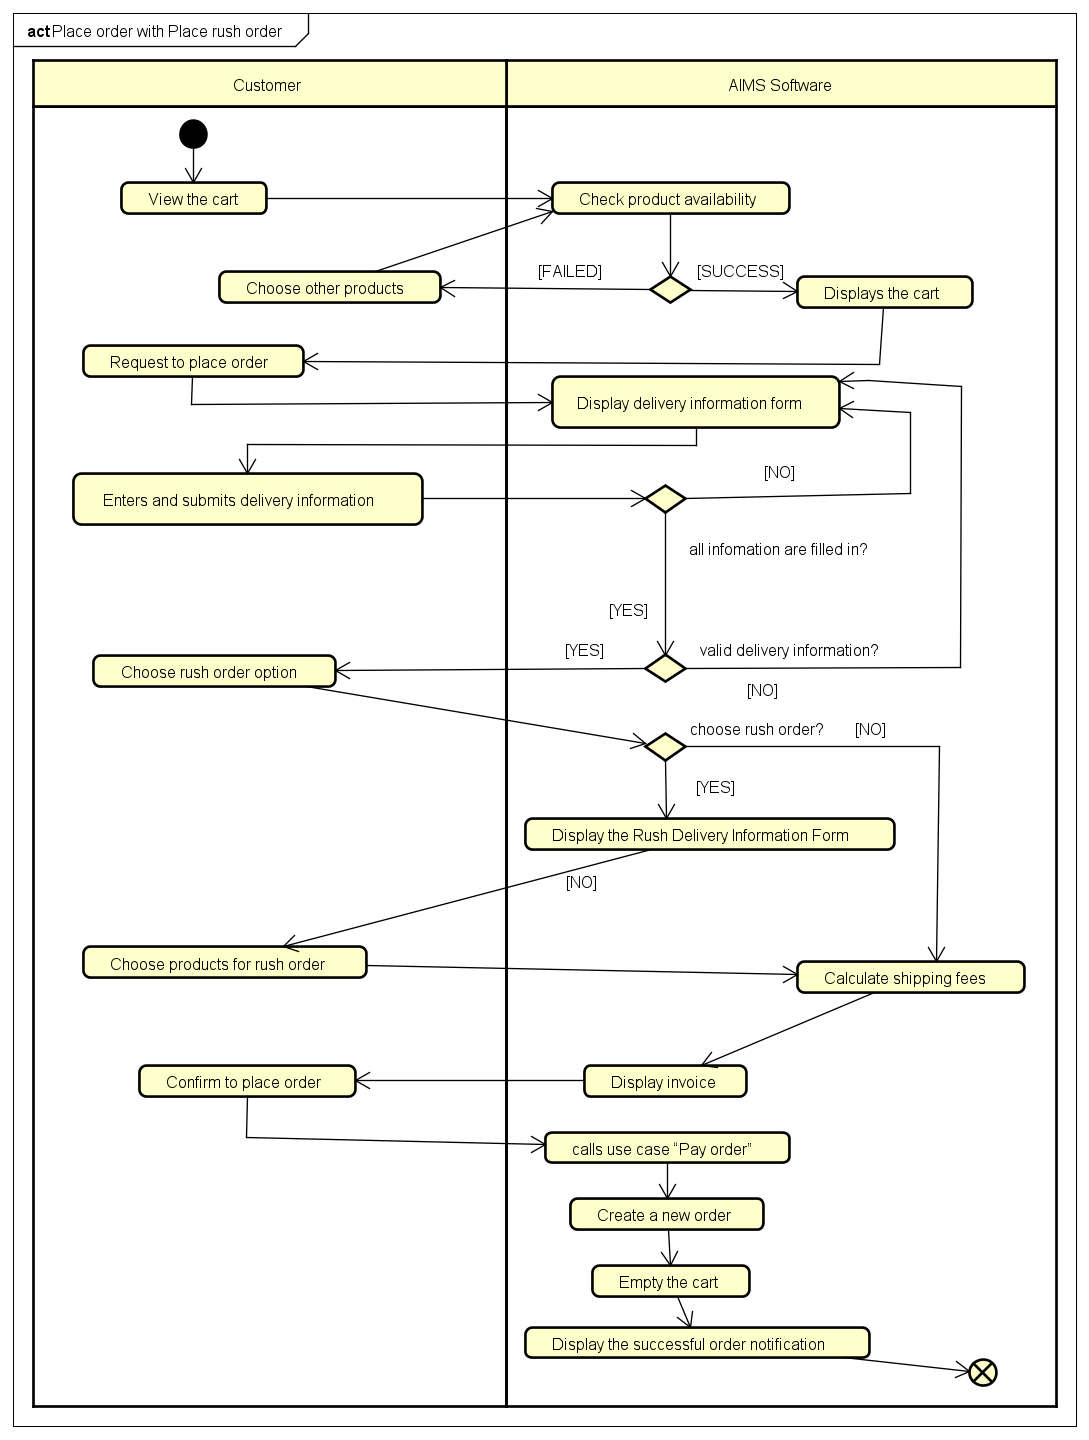 act Place order with Place rush order
Customer
AIMS Software
View the cart
Check product availability
[FAILED]
[SUCCESS]
Choose other products
Displays the cart
Request to place order
Display delivery information form
[NO]
Enters and submits delivery information
all infomation are filled in?
[YES]
[YES]
valid delivery information?
Choose rush order option
[NO]
choose rush order?
[NO]
[YES]
Display the Rush Delivery Information Form
[NO]
Choose products for rush order
Calculate shipping fees
Confirm to place order
Display invoice
calls use case “Pay order”
Create a new order
Empty the cart
Display the successful order notification